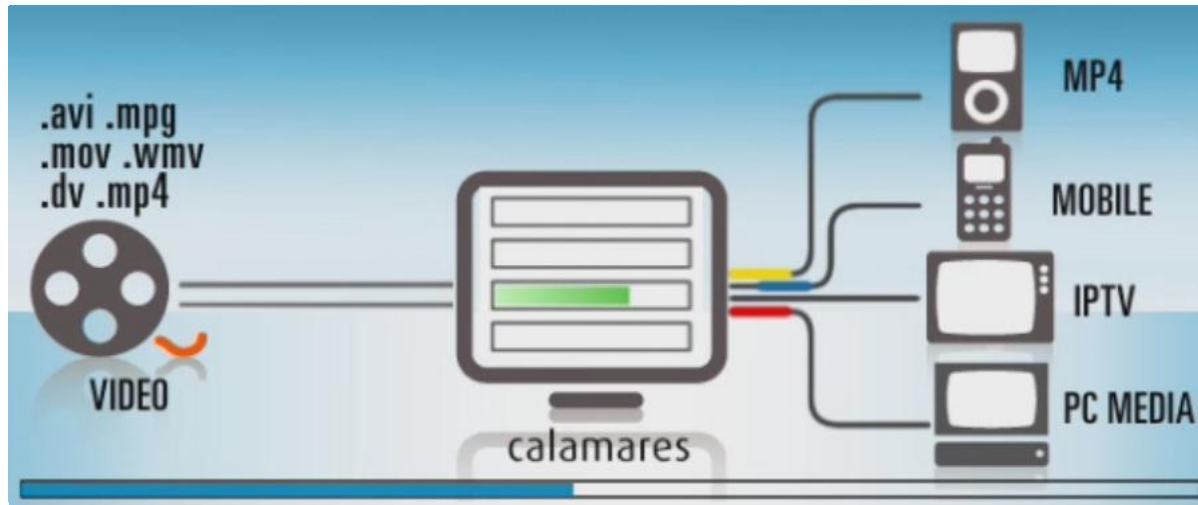 .avi .mpg
.mov .wmv
.dv .mp4
VIDEO
calamares
MP4
MOBILE
IPTV
PC MEDIA